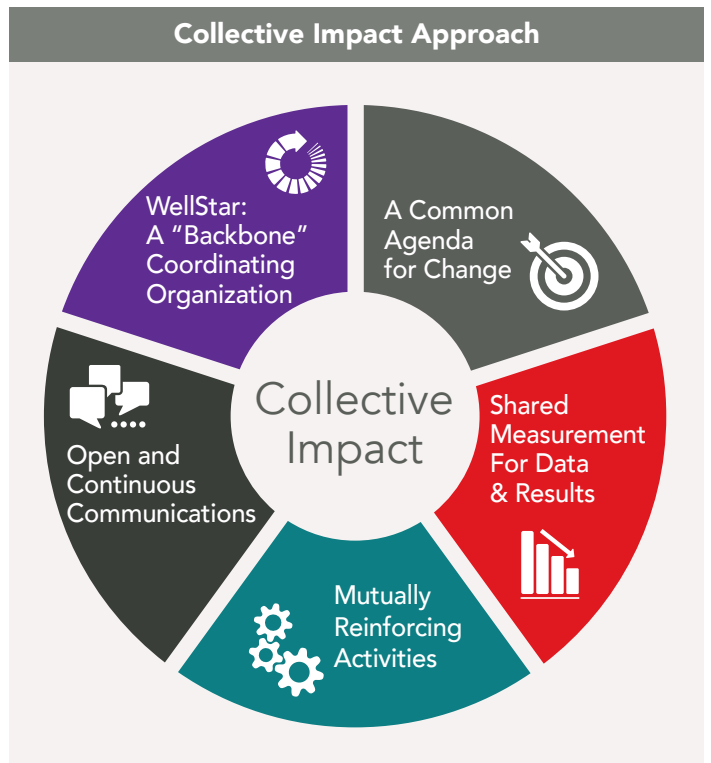 Collective Impact Approach
WellStar:
A “Backbone”
Coordinating
Organization
A Common
Agenda
for Change
Collective
Impact
Shared
Measurement
For Data
& Results
Open and
Continuous
Communications
Mutually
Reinforcing
Activities